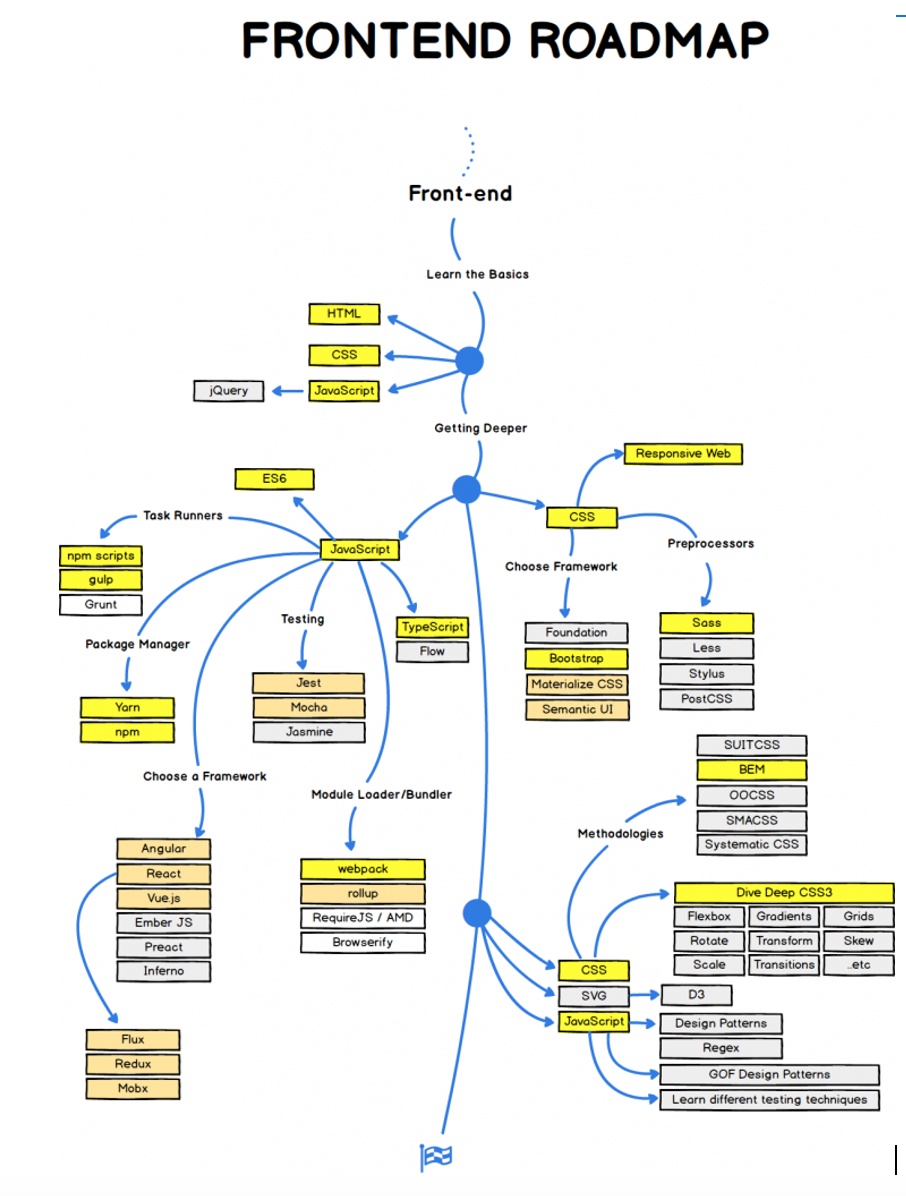 FRONTEND ROADMAP
Front-end
Learn the Basics
HTML
CSS
JavaScript
jQuery
Getting Deeper
Responsive Web
ES6
CSS
Task Runners
JavaScript
Preprocessors
npm scripts
gulp
Grunt
Choose Framework
Testing
TypeScript
Flow
Package Manager
Foundation
Bootstrap
Materialize CSS
Semantic UI
Sass
Less
Stylus
PostCSS
Jest
Mocha
Jasmine
Yarn
npm
Choose a Framework
Module Loader/Bundler
SUITCSS
BEM
OOCSS
SMACSS
Systematic CSS
Methodologies
Angular
React
Vue.js
Ember JS
Preact
Inferno
webpack
rollup
RequireJS / AMD
Browserify
Dive Deep CSS3
Flexbox Gradients Grids
Rotate Transform Skew
Scale Transitions ..etc
CSS
SVG
D3
JavaScript
Design Patterns
Regex
GOF Design Patterns
Learn different testing techniques
Flux
Redux
Mobx